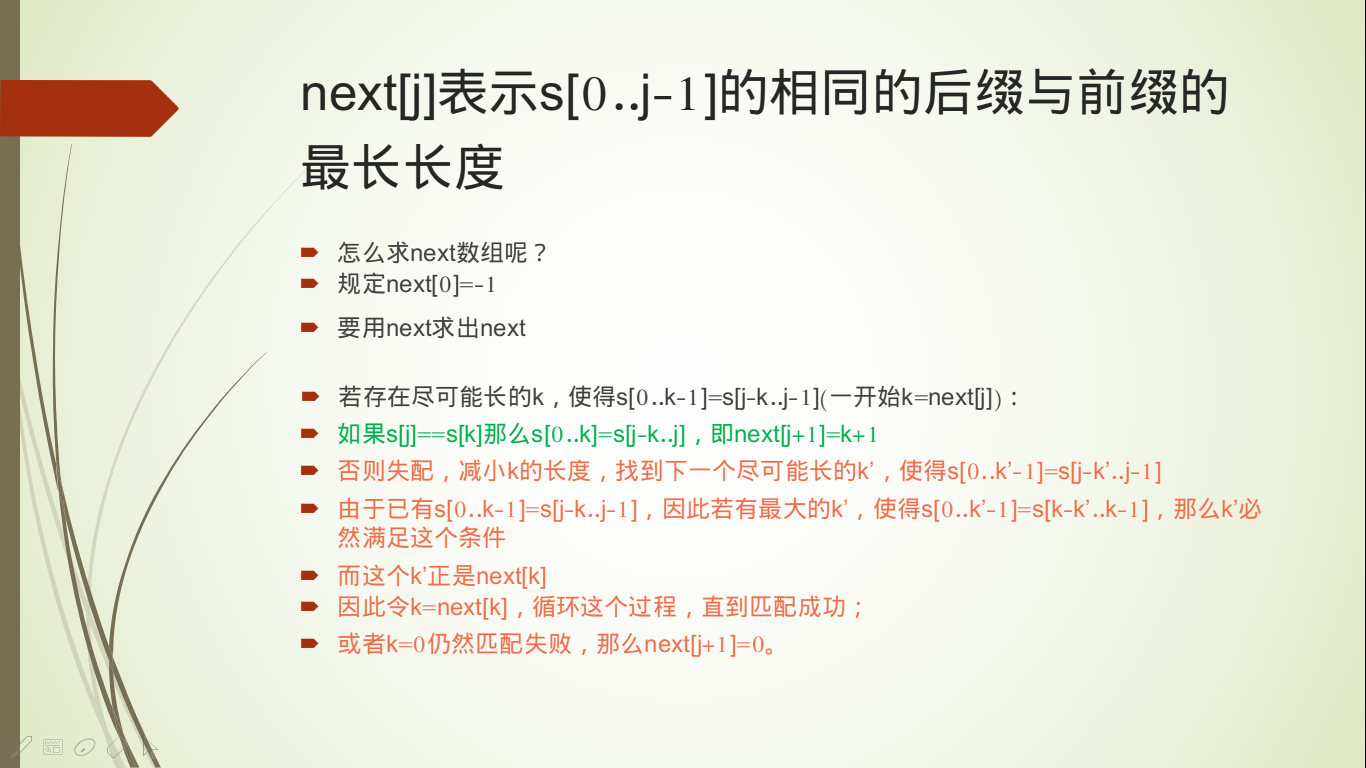 next[j]表示s[0..j-1]的相同的后缀与前缀的
最长长度
怎么求next数组呢？
规定next[0]=-1
要用next求出next
若存在尽可能长的k，使得s[0..k-1]=s[j-k..j-1](一开始k=next[j])：
如果s[j]==s[k]那么s[0..k]=s[j-k..j]，即next[j+1]=k+1
否则失配，减小k的长度，找到下一个尽可能长的k’，使得s[0..k’-1]=s[j-k’..j-1]
由于已有s[0..k-1]=s[j-k..j-1]，因此若有最大的k’，使得s[0..k’-1]=s[k-k’..k-1]，那么k’必
然满足这个条件
而这个k’正是next[k]
因此令k=next[k]，循环这个过程，直到匹配成功；
或者k=0仍然匹配失败，那么next[j+1]=0。